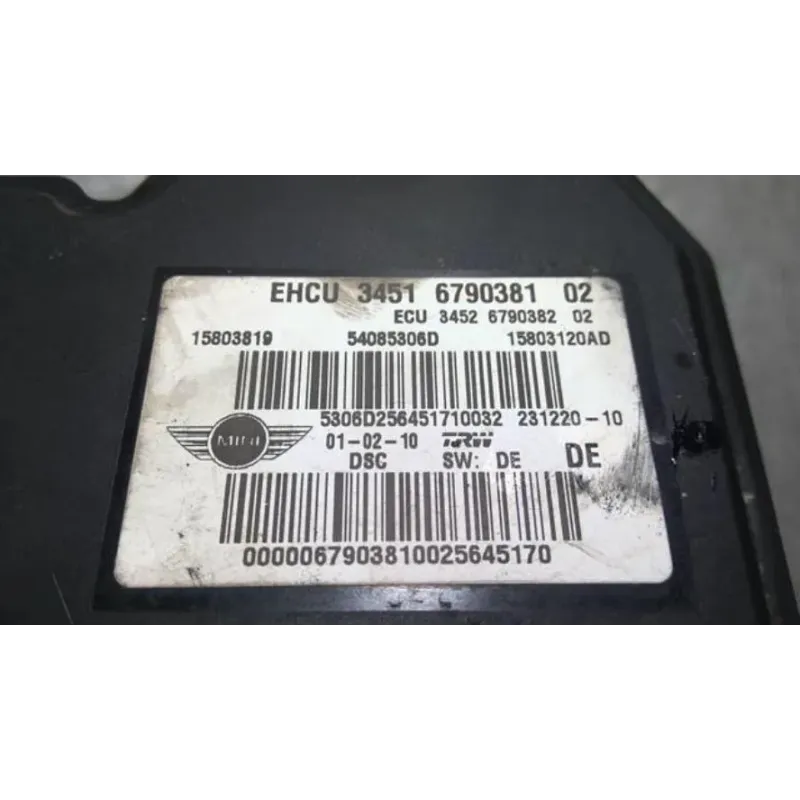 EHCU 3451 6790381 02
ECU 3452 6790382 02
15803819 54085306D 15803120AD
5306D256451710032 231220-10
MINI 01-02-10 TRW
DSC SW: DE DE
0000067903810025645170